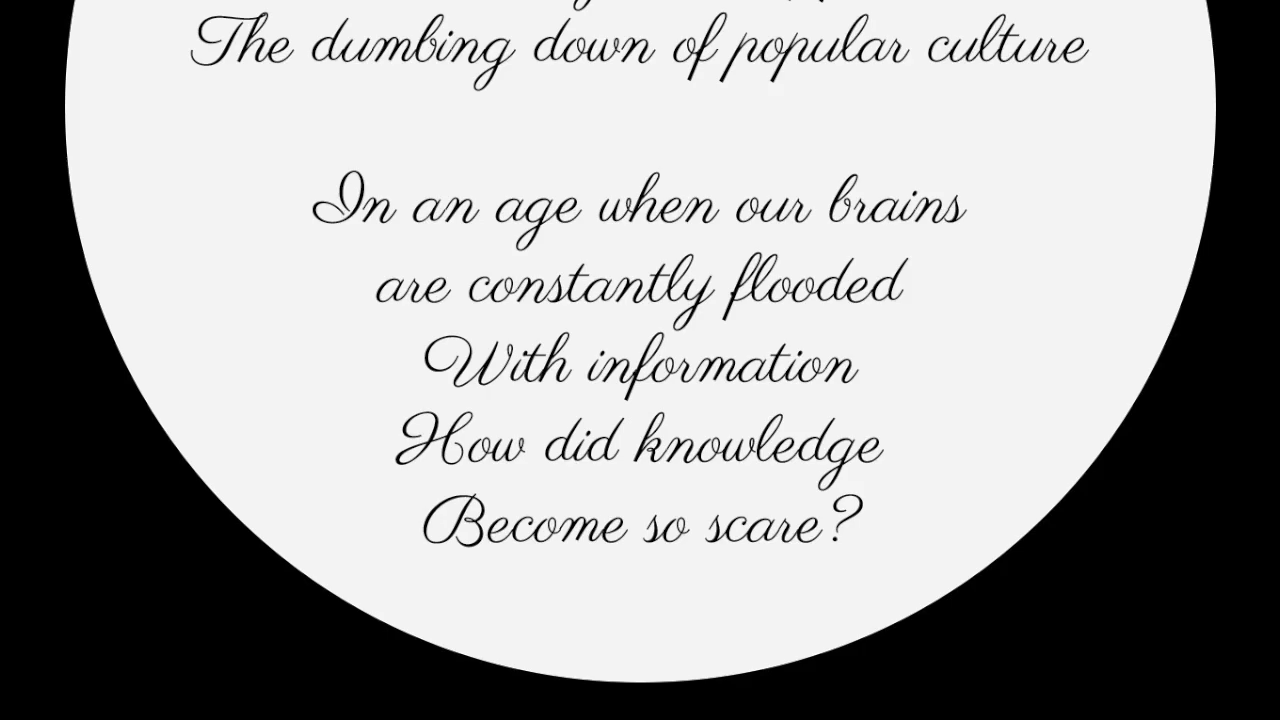 The dumbing down of popular culture
In an age when our brains
are constantly flooded
With information
How did knowledge
Become so scare?